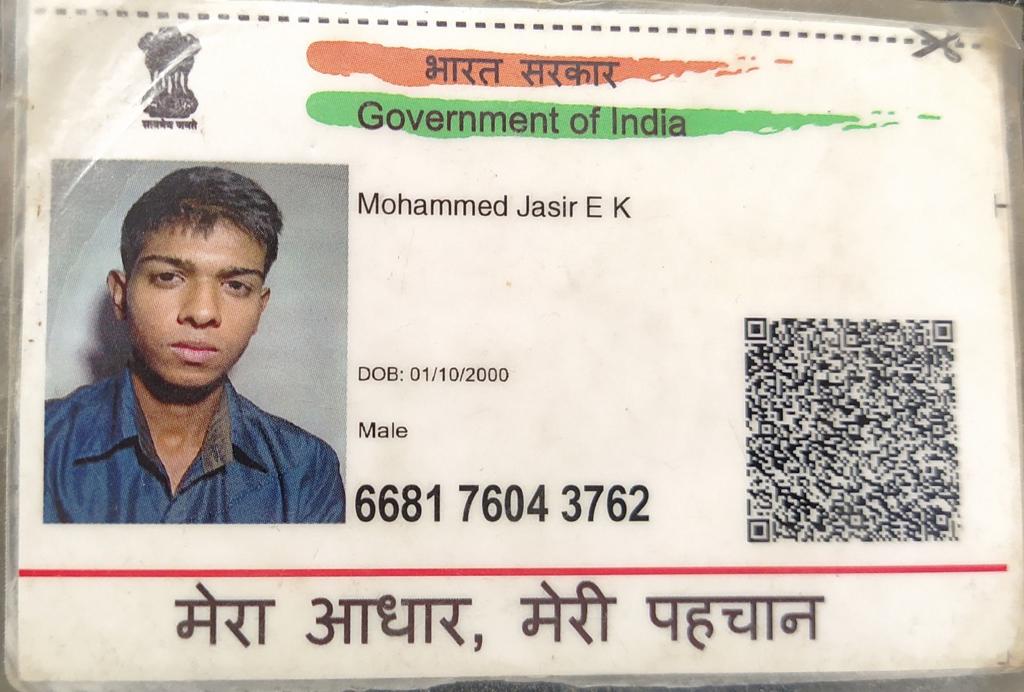 भारत सरकार
Government of India
सत्यमेव जयते
Mohammed Jasir E K
DOB: 01/10/2000
Male
6681 7604 3762
मेरा आधार, मेरी पहचान